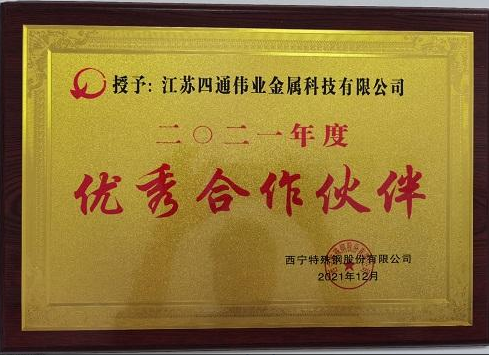 授予：江苏四通伟业金属科技有限公司
二〇二一年度
优秀合作伙伴
西宁特殊钢股份有限公司
2021年12月